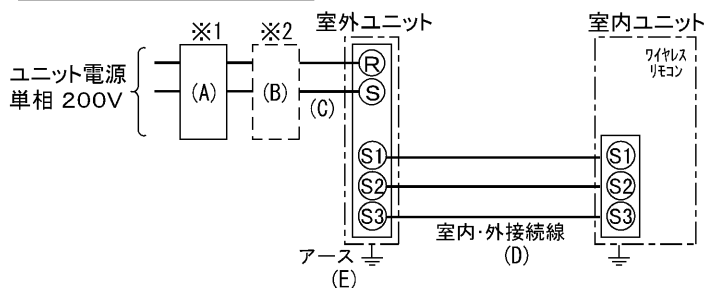 ※1
※2
室外ユニット
室内ユニット
ユニット電源
単相 200V
(A)
(B)
(C)
R
S
ワイヤレス
リモコン
S1
S2
S3
S1
S2
S3
室内・外接続線
(D)
アース
(E)